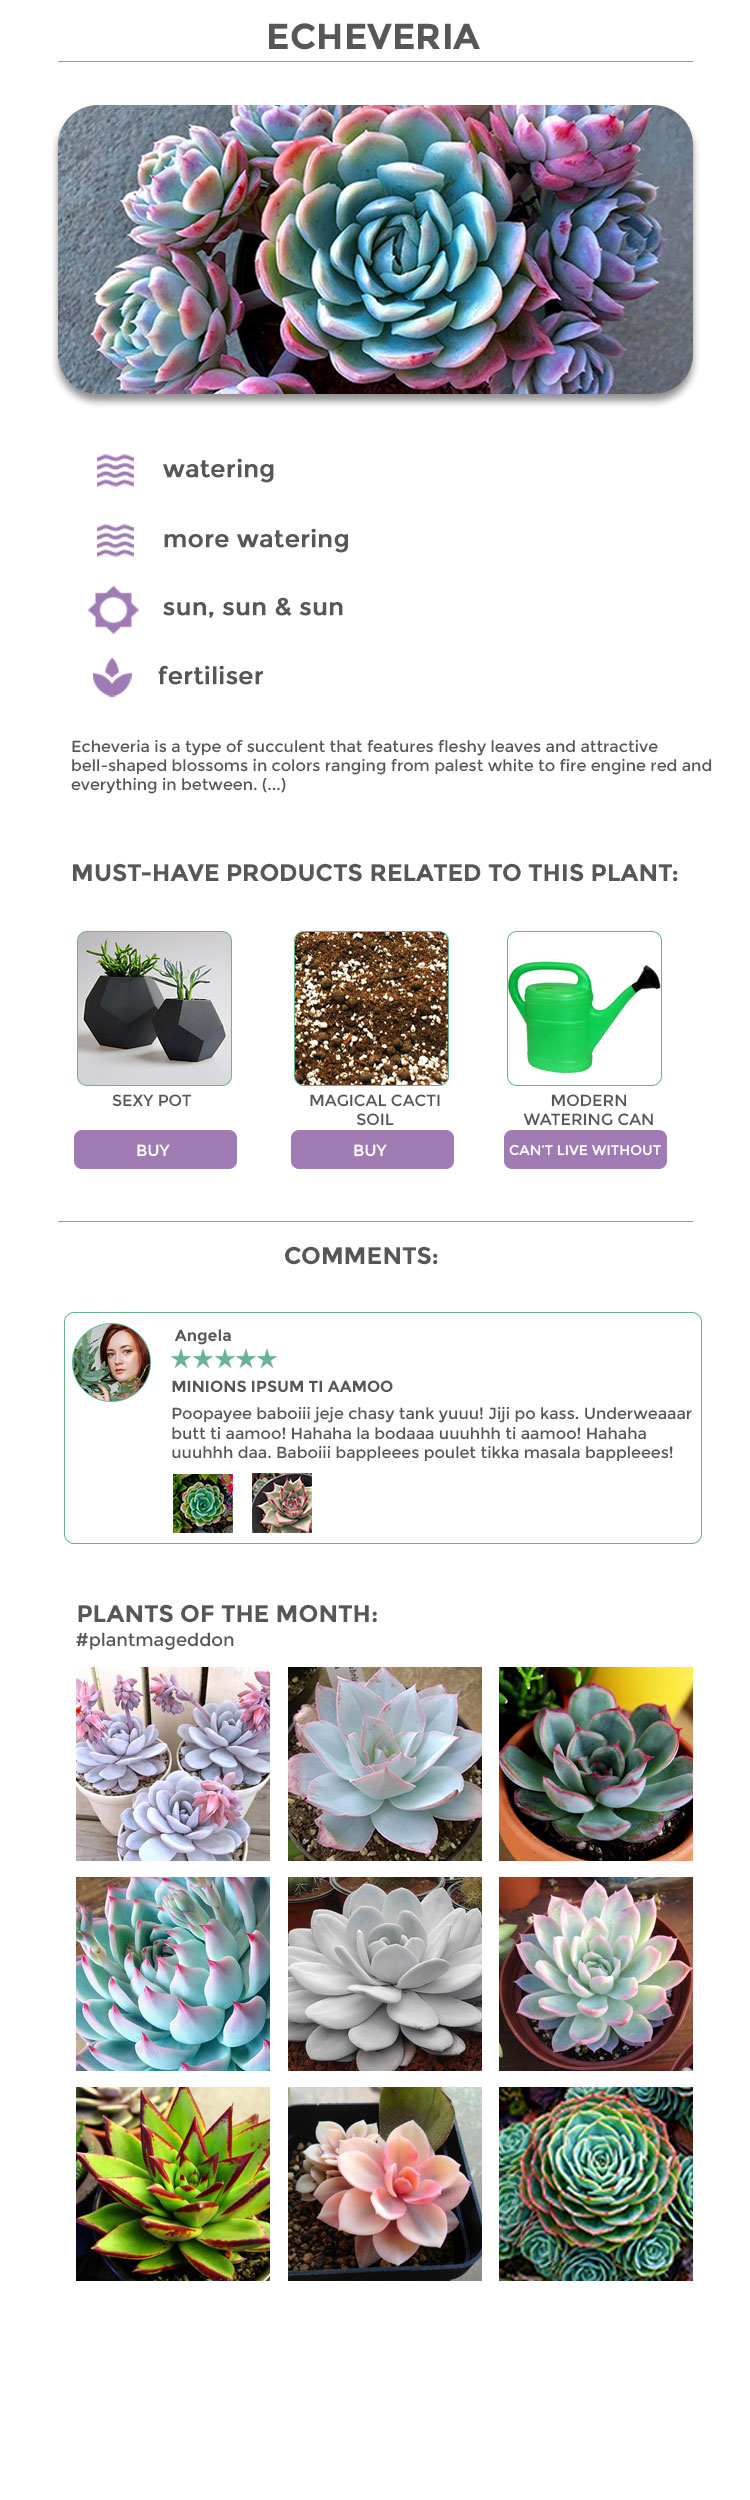 ECHEVERIA
watering
more watering
sun, sun & sun
fertiliser
Echeveria is a type of succulent that features fleshy leaves and attractive
bell-shaped blossoms in colors ranging from palest white to fire engine red and
everything in between. (...)
MUST-HAVE PRODUCTS RELATED TO THIS PLANT:
SEXY POT
BUY
MAGICAL CACTI
SOIL
BUY
MODERN
WATERING CAN
CAN'T LIVE WITHOUT
COMMENTS:
Angela
MINIONS IPSUM TI AAMOO
Poopayee baboiii jeje chasy tank yuuu! Jiji po kass. Underweaaar
butt ti aamoo! Hahaha la bodaaa uuuhhh ti aamoo! Hahaha
uuuhhh daa. Baboiii bappleees poulet tikka masala bappleees!
PLANTS OF THE MONTH:
#plantmageddon